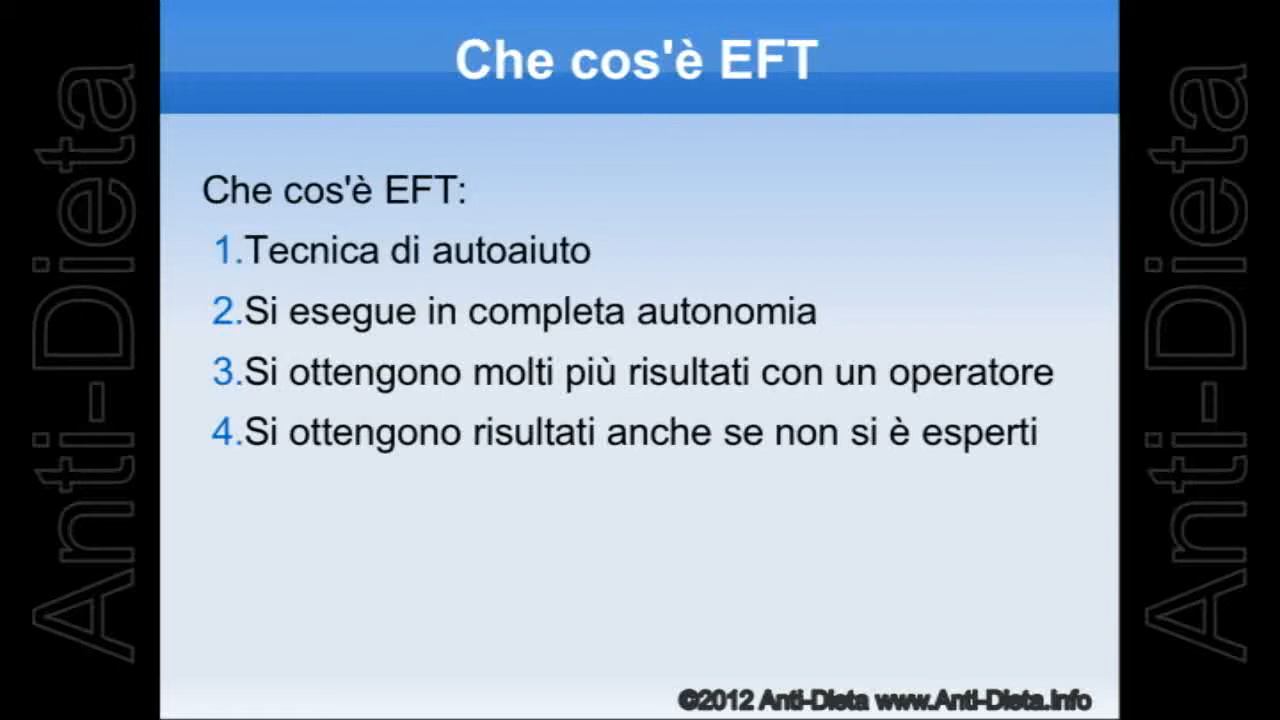 Che cos'è EFT
Che cos'è EFT:
1.Tecnica di autoaiuto
2.Si esegue in completa autonomia
3.Si ottengono molti più risultati con un operatore
4.Si ottengono risultati anche se non si è esperti
©2012 Anti-Dieta www.Anti-Dieta.info
Anti-Dieta
Anti-Dieta